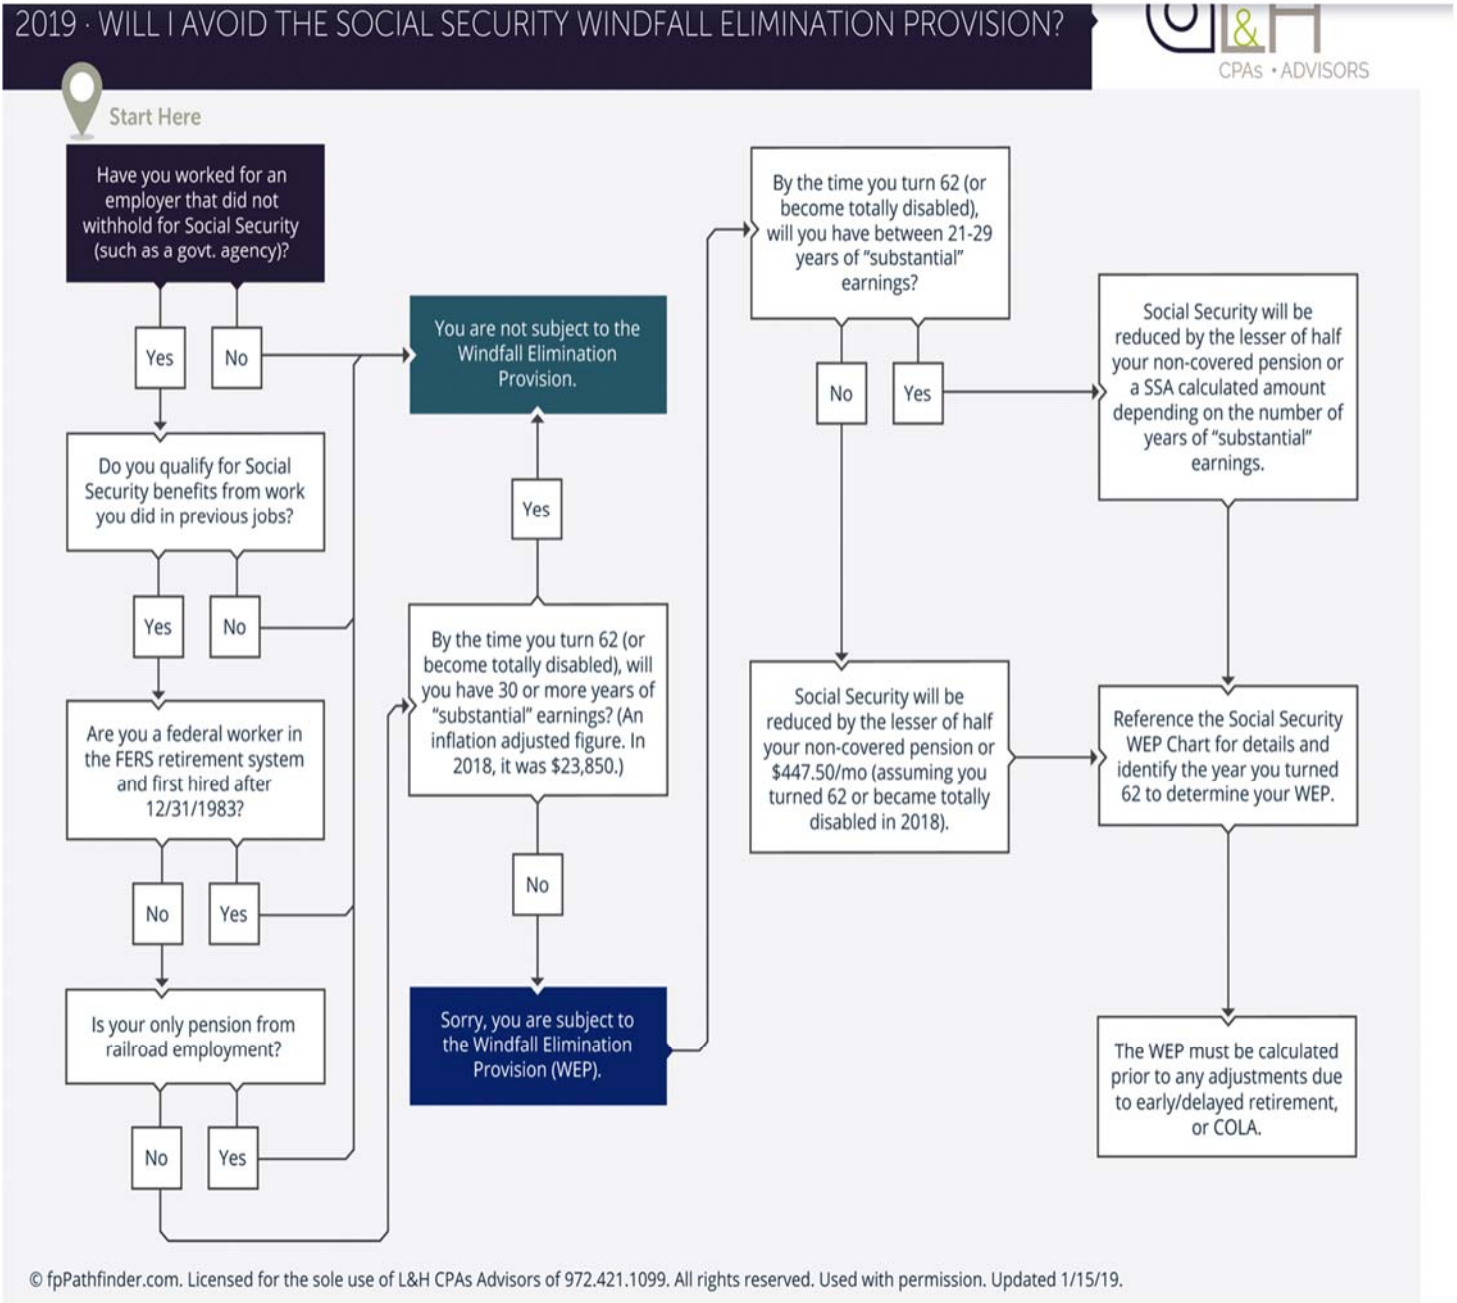 2019 · WILL I AVOID THE SOCIAL SECURITY WINDFALL ELIMINATION PROVISION?
L&H
CPAs • ADVISORS
Start Here
Have you worked for an
employer that did not
withhold for Social Security
(such as a govt. agency)?
Yes
No
Do you qualify for Social
Security benefits from work
you did in previous jobs?
Yes
No
Are you a federal worker in
the FERS retirement system
and first hired after
12/31/1983?
No
Yes
Is your only pension from
railroad employment?
No
Yes
You are not subject to the
Windfall Elimination
Provision.
Yes
By the time you turn 62 (or
become totally disabled), will
you have 30 or more years of
“substantial” earnings? (An
inflation adjusted figure. In
2018, it was $23,850.)
No
Sorry, you are subject to
the Windfall Elimination
Provision (WEP).
By the time you turn 62 (or
become totally disabled),
will you have between 21-29
years of “substantial”
earnings?
No
Yes
Social Security will be
reduced by the lesser of half
your non-covered pension or
$447.50/mo (assuming you
turned 62 or became totally
disabled in 2018).
Social Security will be
reduced by the lesser of half
your non-covered pension or
a SSA calculated amount
depending on the number of
years of “substantial”
earnings.
Reference the Social Security
WEP Chart for details and
identify the year you turned
62 to determine your WEP.
The WEP must be calculated
prior to any adjustments due
to early/delayed retirement,
or COLA.
© fpPathfinder.com. Licensed for the sole use of L&H CPAs Advisors of 972.421.1099. All rights reserved. Used with permission. Updated 1/15/19.